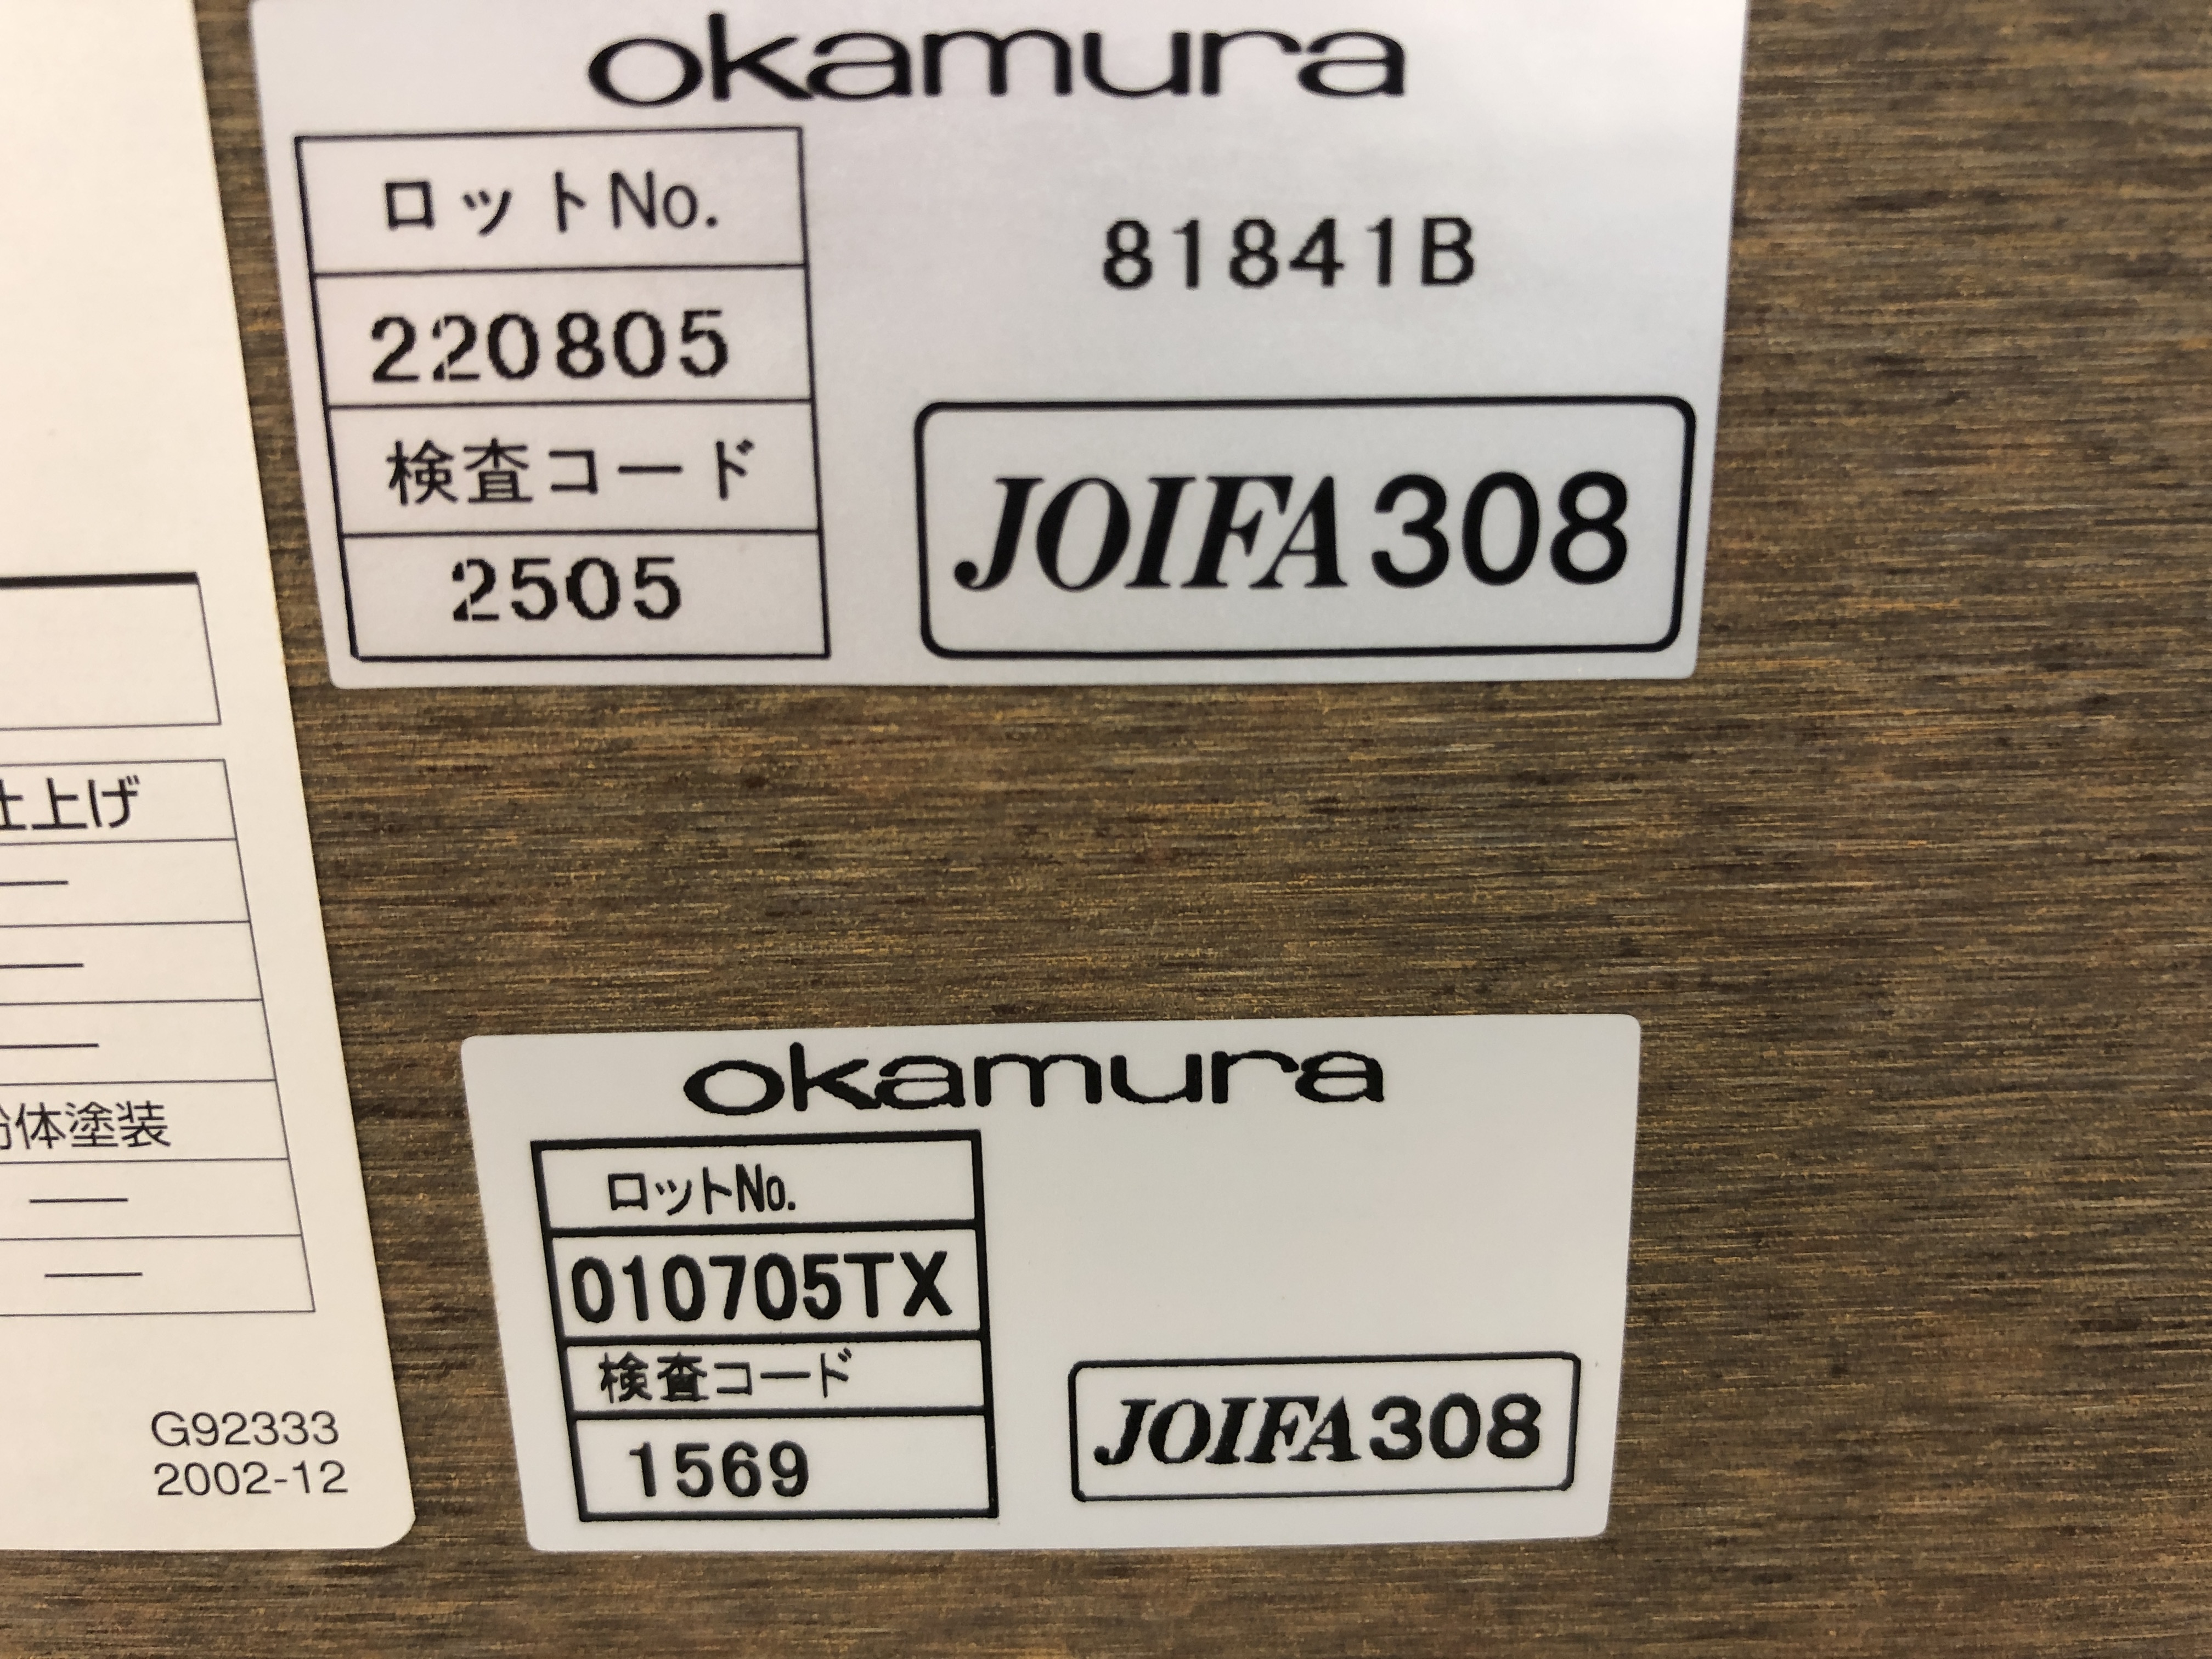 okamura
ロットNo.
220805
検査コード
2505
81841B
JOIFA308
仕上げ
—
—
—
粉体塗装
—
—
G92333
2002-12
okamura
ロットNo.
010705TX
検査コード
1569
JOIFA308